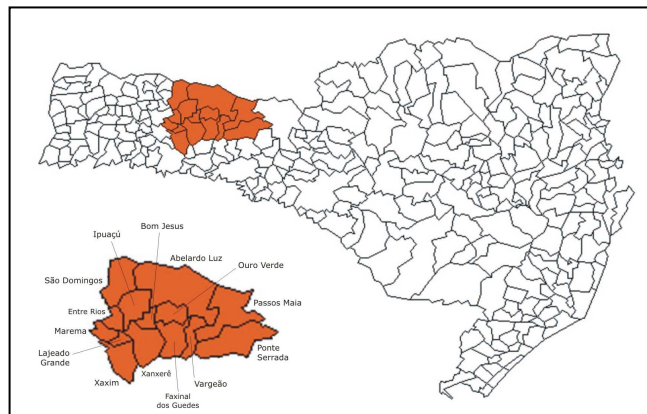 Bom Jesus
Ipuaçú
Abelardo Luz
Ouro Verde
São Domingos
Passos Maia
Entre Rios
Marema
Lajeado
Grande
Ponte
Serrada
Xaxim
Xanxerê
Vargeão
Faxinal
dos Guedes